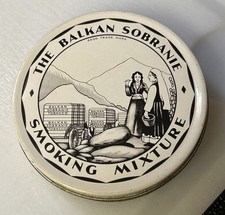 THE BALKAN SOBRANIE
SMOKING MIXTURE